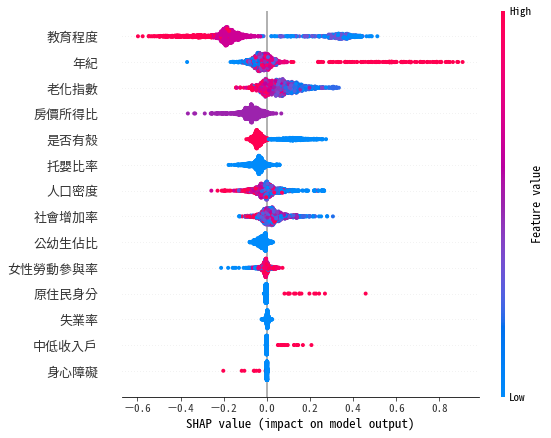 High
教育程度
年紀
老化指數
房價所得比
是否有殼
托嬰比率
人口密度
社會增加率
公幼生佔比
女性勞動參與率
原住民身分
失業率
中低收入戶
身心障礙
Feature value
Low
−0.6 −0.4 −0.2 0.0 0.2 0.4 0.6 0.8
SHAP value (impact on model output)